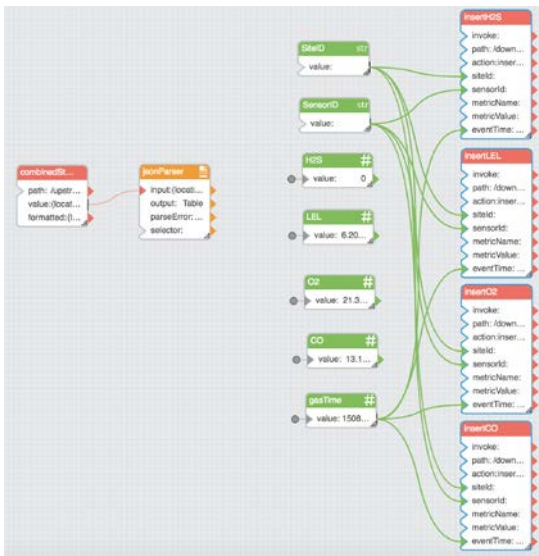 combinedSt...
path: /upstr...
value:(locat...
formatted:(l...
jsonParser
input:(locati...
output: Table
parseError: ...
selector:
SiteID str
value:
SensorID str
value:
H2S #
value: 0
LEL #
value: 6.20...
O2 #
value: 21.3...
CO #
value: 13.1...
gasTime #
value: 1508...
insertH2S
invoke:
path: /down...
action:inser...
siteId:
sensorId:
metricName:
metricValue:
eventTime: ...
insertLEL
invoke:
path: /down...
action:inser...
siteId:
sensorId:
metricName:
metricValue:
eventTime: ...
insertO2
invoke:
path: /down...
action:inser...
siteId:
sensorId:
metricName:
metricValue:
eventTime: ...
insertCO
invoke:
path: /down...
action:inser...
siteId:
sensorId:
metricName:
metricValue:
eventTime: ...